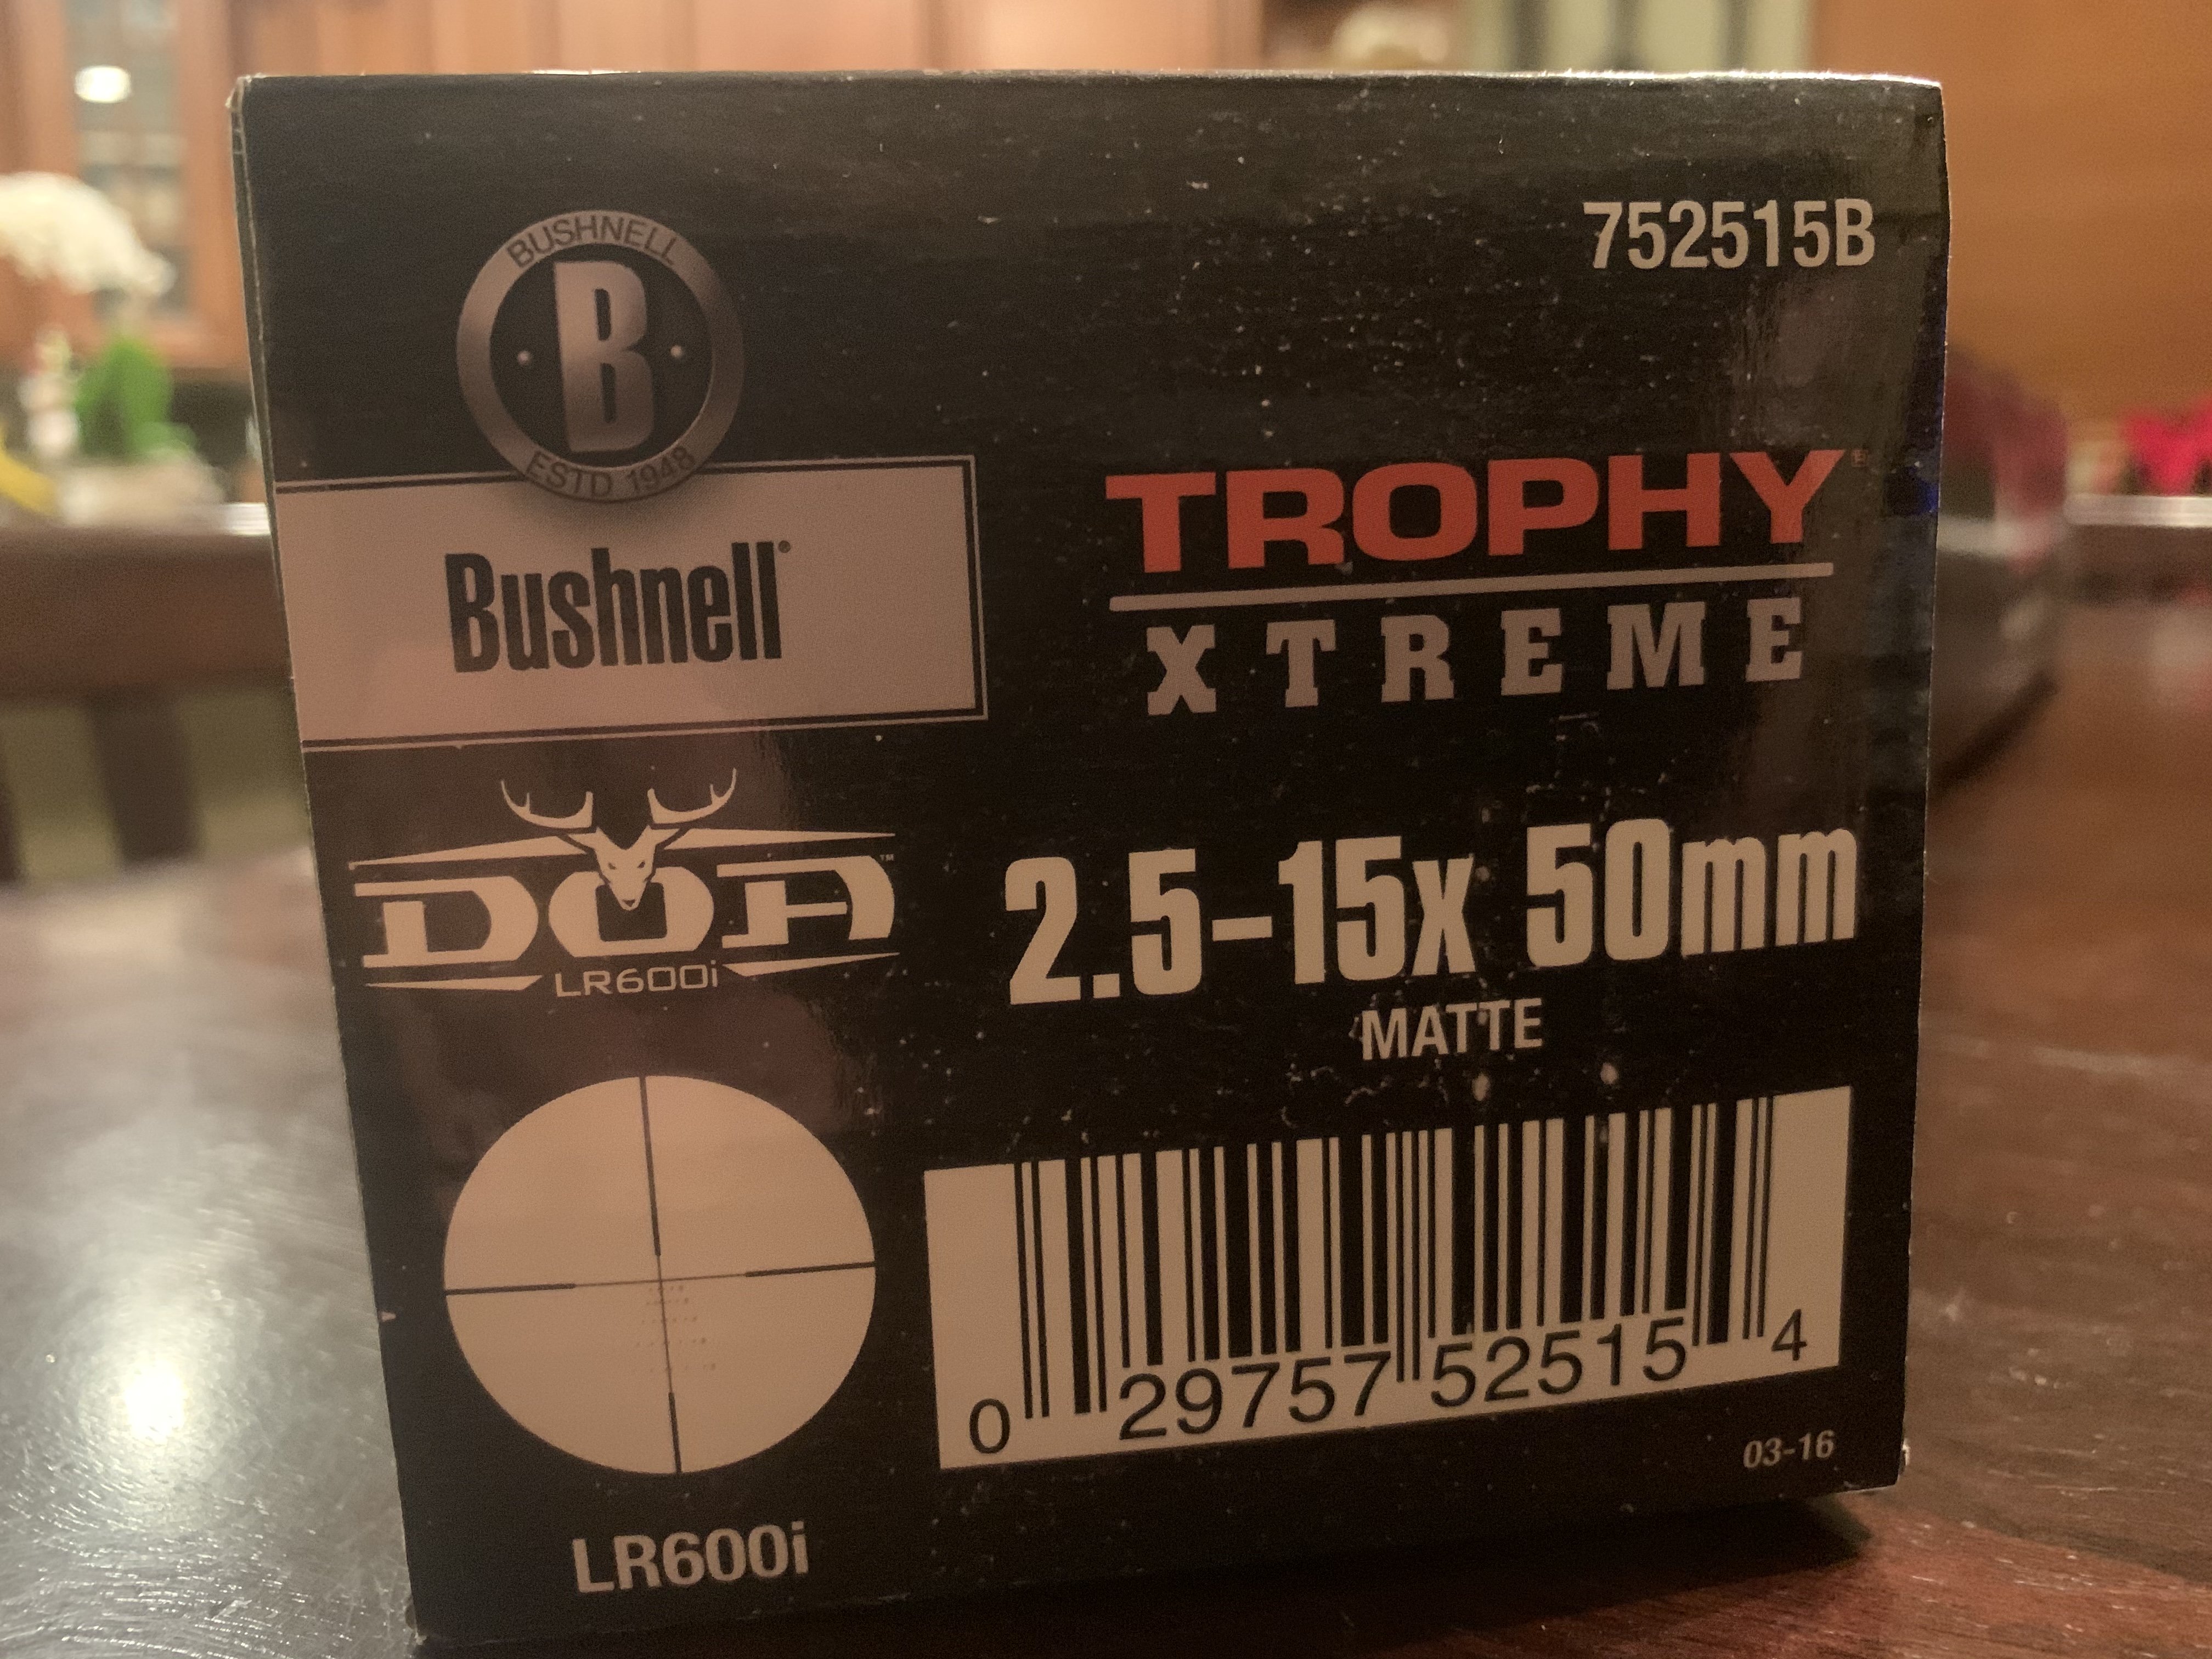 752515B
BUSHNELL
B
ESTD 1948
Bushnell®
TROPHY®
XTREME
DOA™
LR600i
2.5-15x 50mm
MATTE
0 29757 52515 4
03-16
LR600i